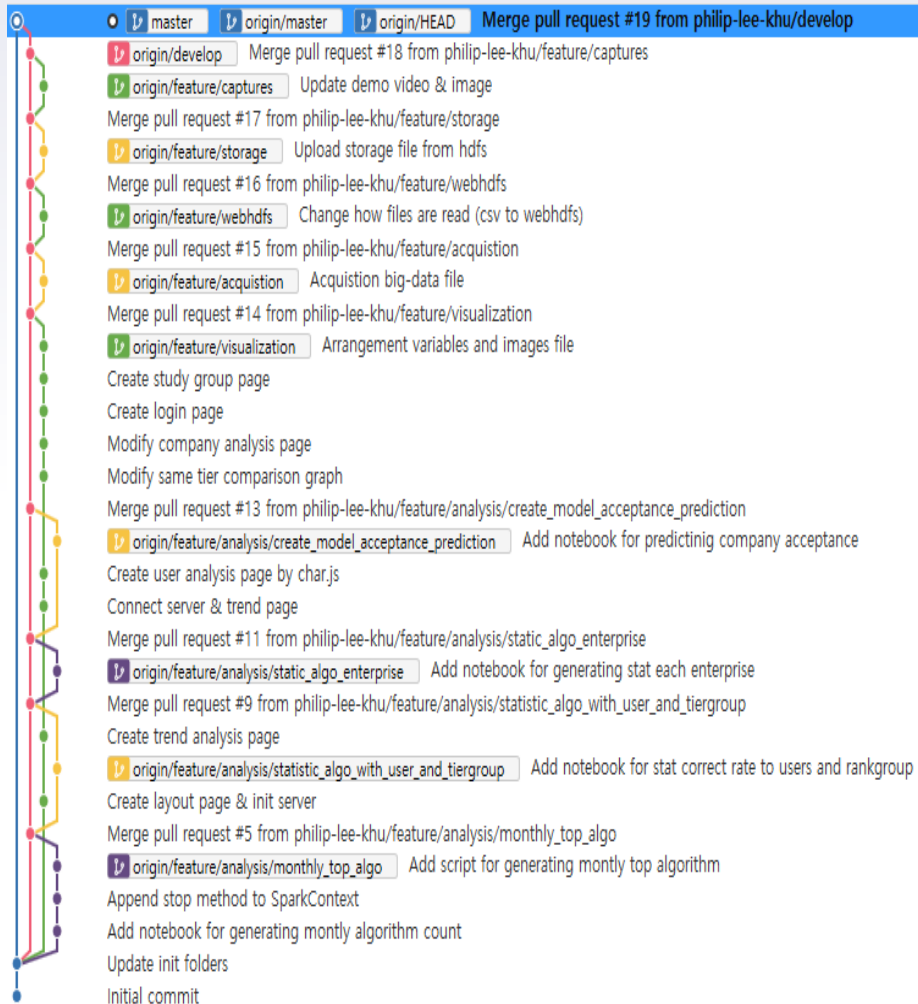 master origin/master origin/HEAD Merge pull request #19 from philip-lee-khu/develop
origin/develop Merge pull request #18 from philip-lee-khu/feature/captures
origin/feature/captures Update demo video & image
Merge pull request #17 from philip-lee-khu/feature/storage
origin/feature/storage Upload storage file from hdfs
Merge pull request #16 from philip-lee-khu/feature/webhdfs
origin/feature/webhdfs Change how files are read (csv to webhdfs)
Merge pull request #15 from philip-lee-khu/feature/acquistion
origin/feature/acquistion Acquistion big-data file
Merge pull request #14 from philip-lee-khu/feature/visualization
origin/feature/visualization Arrangement variables and images file
Create study group page
Create login page
Modify company analysis page
Modify same tier comparison graph
Merge pull request #13 from philip-lee-khu/feature/analysis/create_model_acceptance_prediction
origin/feature/analysis/create_model_acceptance_prediction Add notebook for predictinig company acceptance
Create user analysis page by char.js
Connect server & trend page
Merge pull request #11 from philip-lee-khu/feature/analysis/static_algo_enterprise
origin/feature/analysis/static_algo_enterprise Add notebook for generating stat each enterprise
Merge pull request #9 from philip-lee-khu/feature/analysis/statistic_algo_with_user_and_tiergroup
Create trend analysis page
origin/feature/analysis/statistic_algo_with_user_and_tiergroup Add notebook for stat correct rate to users and rankgroup
Create layout page & init server
Merge pull request #5 from philip-lee-khu/feature/analysis/monthly_top_algo
origin/feature/analysis/monthly_top_algo Add script for generating montly top algorithm
Append stop method to SparkContext
Add notebook for generating montly algorithm count
Update init folders
Initial commit